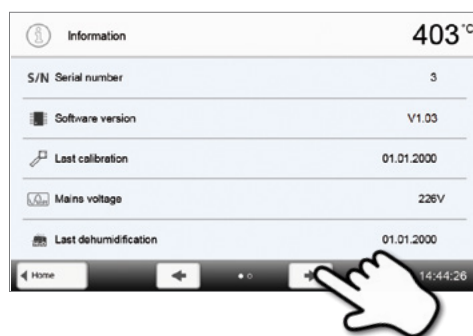 Information 403 °C
S/N Serial number 3
Software version V1.03
Last calibration 01.01.2000
Mains voltage 226V
Last dehumidification 01.01.2000
Home 14:44:26